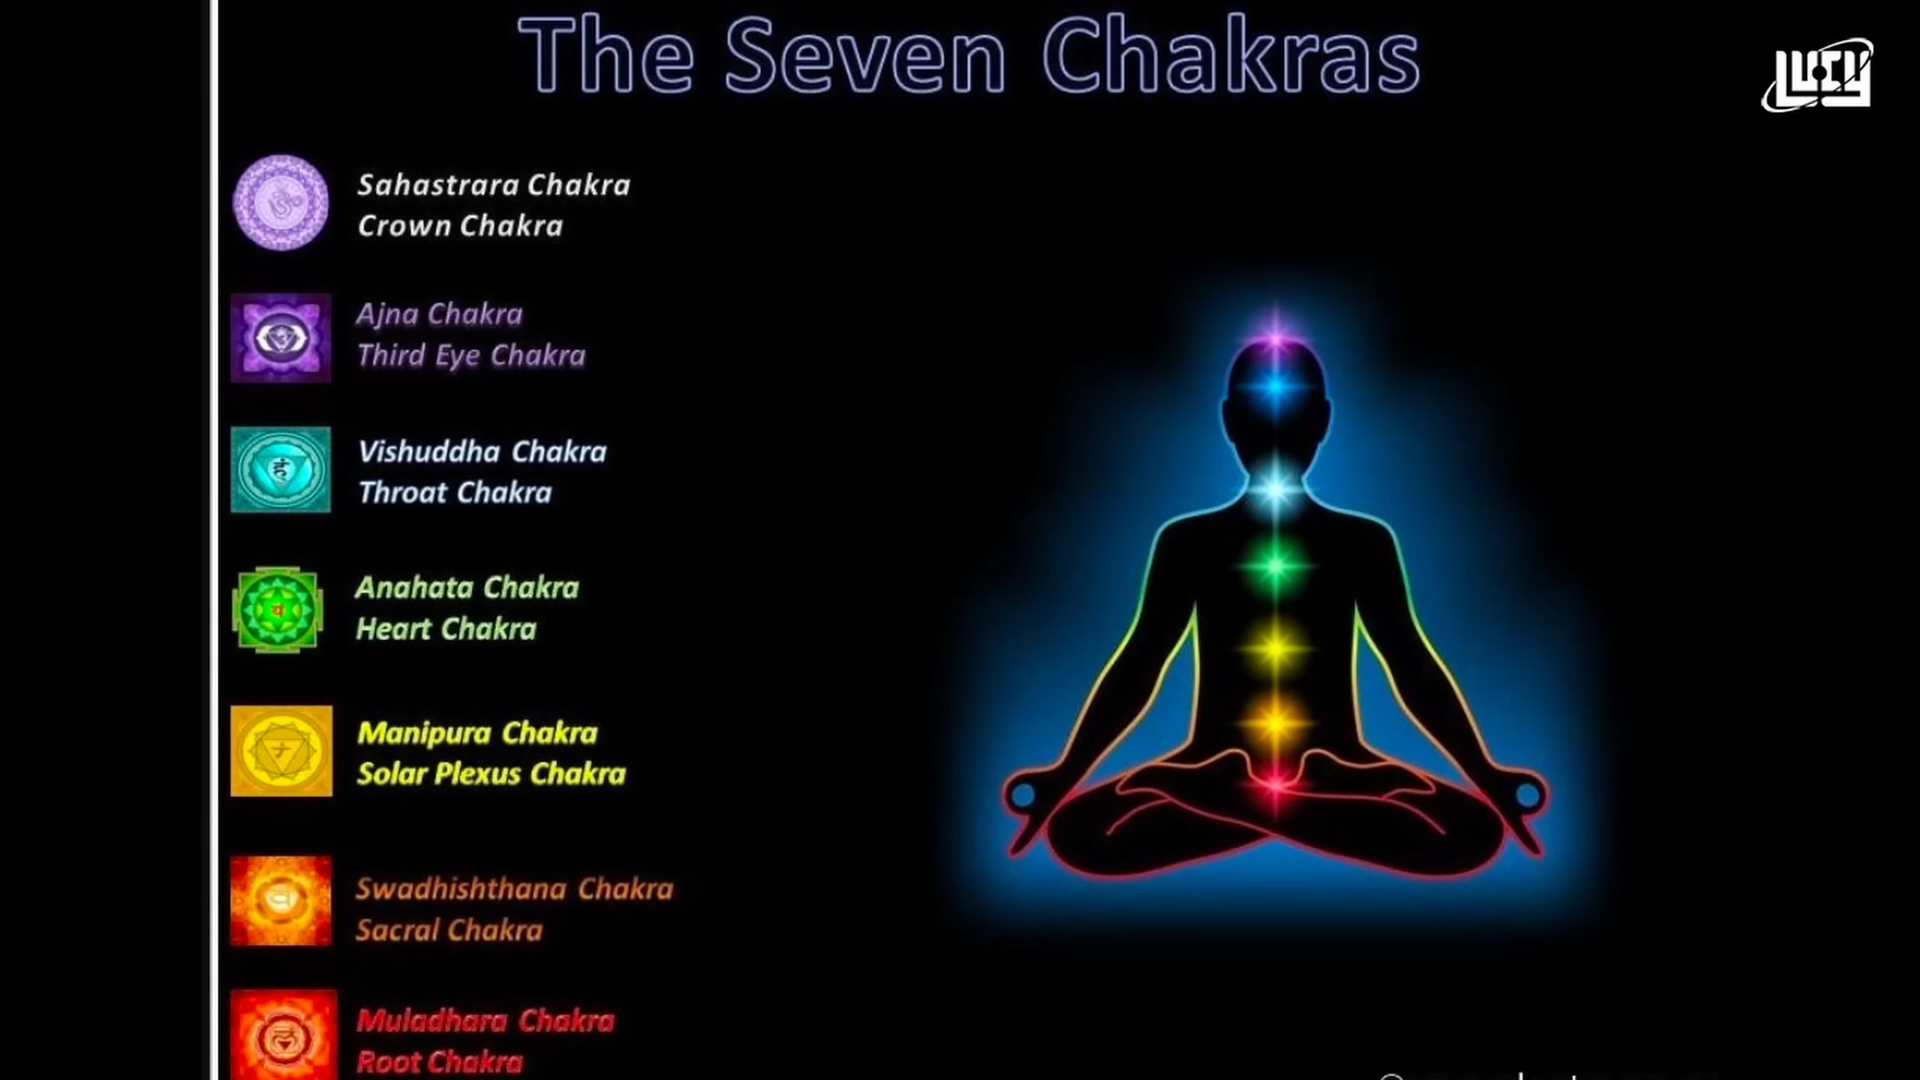 The Seven Chakras
LUCY
Sahastrara Chakra
Crown Chakra
Ajna Chakra
Third Eye Chakra
Vishuddha Chakra
Throat Chakra
Anahata Chakra
Heart Chakra
Manipura Chakra
Solar Plexus Chakra
Swadhishthana Chakra
Sacral Chakra
Muladhara Chakra
Root Chakra